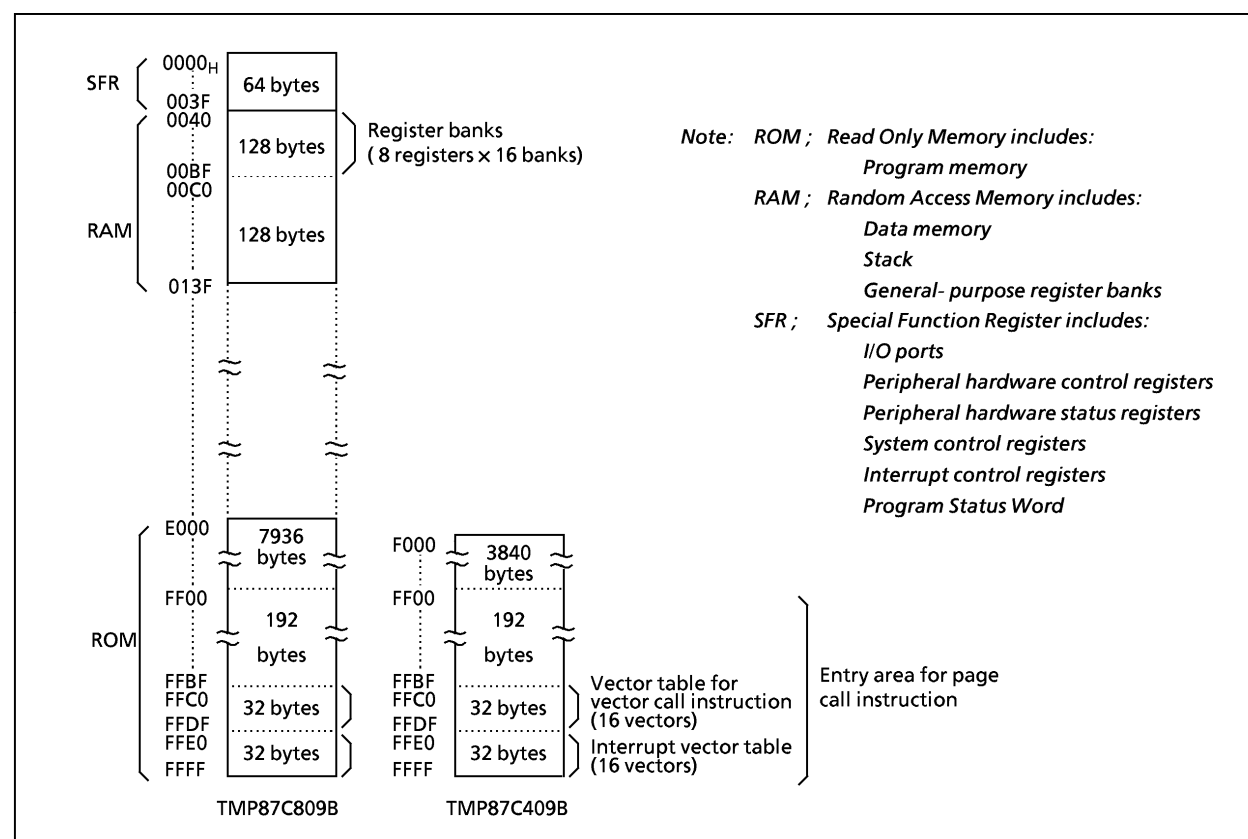 SFR
0000H
003F
64 bytes
RAM
0040
00BF
00C0
013F
128 bytes
128 bytes
Register banks
( 8 registers × 16 banks)
Note: ROM ; Read Only Memory includes:
Program memory
RAM ; Random Access Memory includes:
Data memory
Stack
General- purpose register banks
SFR ; Special Function Register includes:
I/O ports
Peripheral hardware control registers
Peripheral hardware status registers
System control registers
Interrupt control registers
Program Status Word
ROM
E000
FF00
FFBF
FFC0
FFDF
FFE0
FFFF
7936
bytes
192
bytes
32 bytes
32 bytes
TMP87C809B
F000
FF00
FFBF
FFC0
FFDF
FFE0
FFFF
3840
bytes
192
bytes
32 bytes
32 bytes
TMP87C409B
Vector table for
vector call instruction
(16 vectors)
Interrupt vector table
(16 vectors)
Entry area for page
call instruction